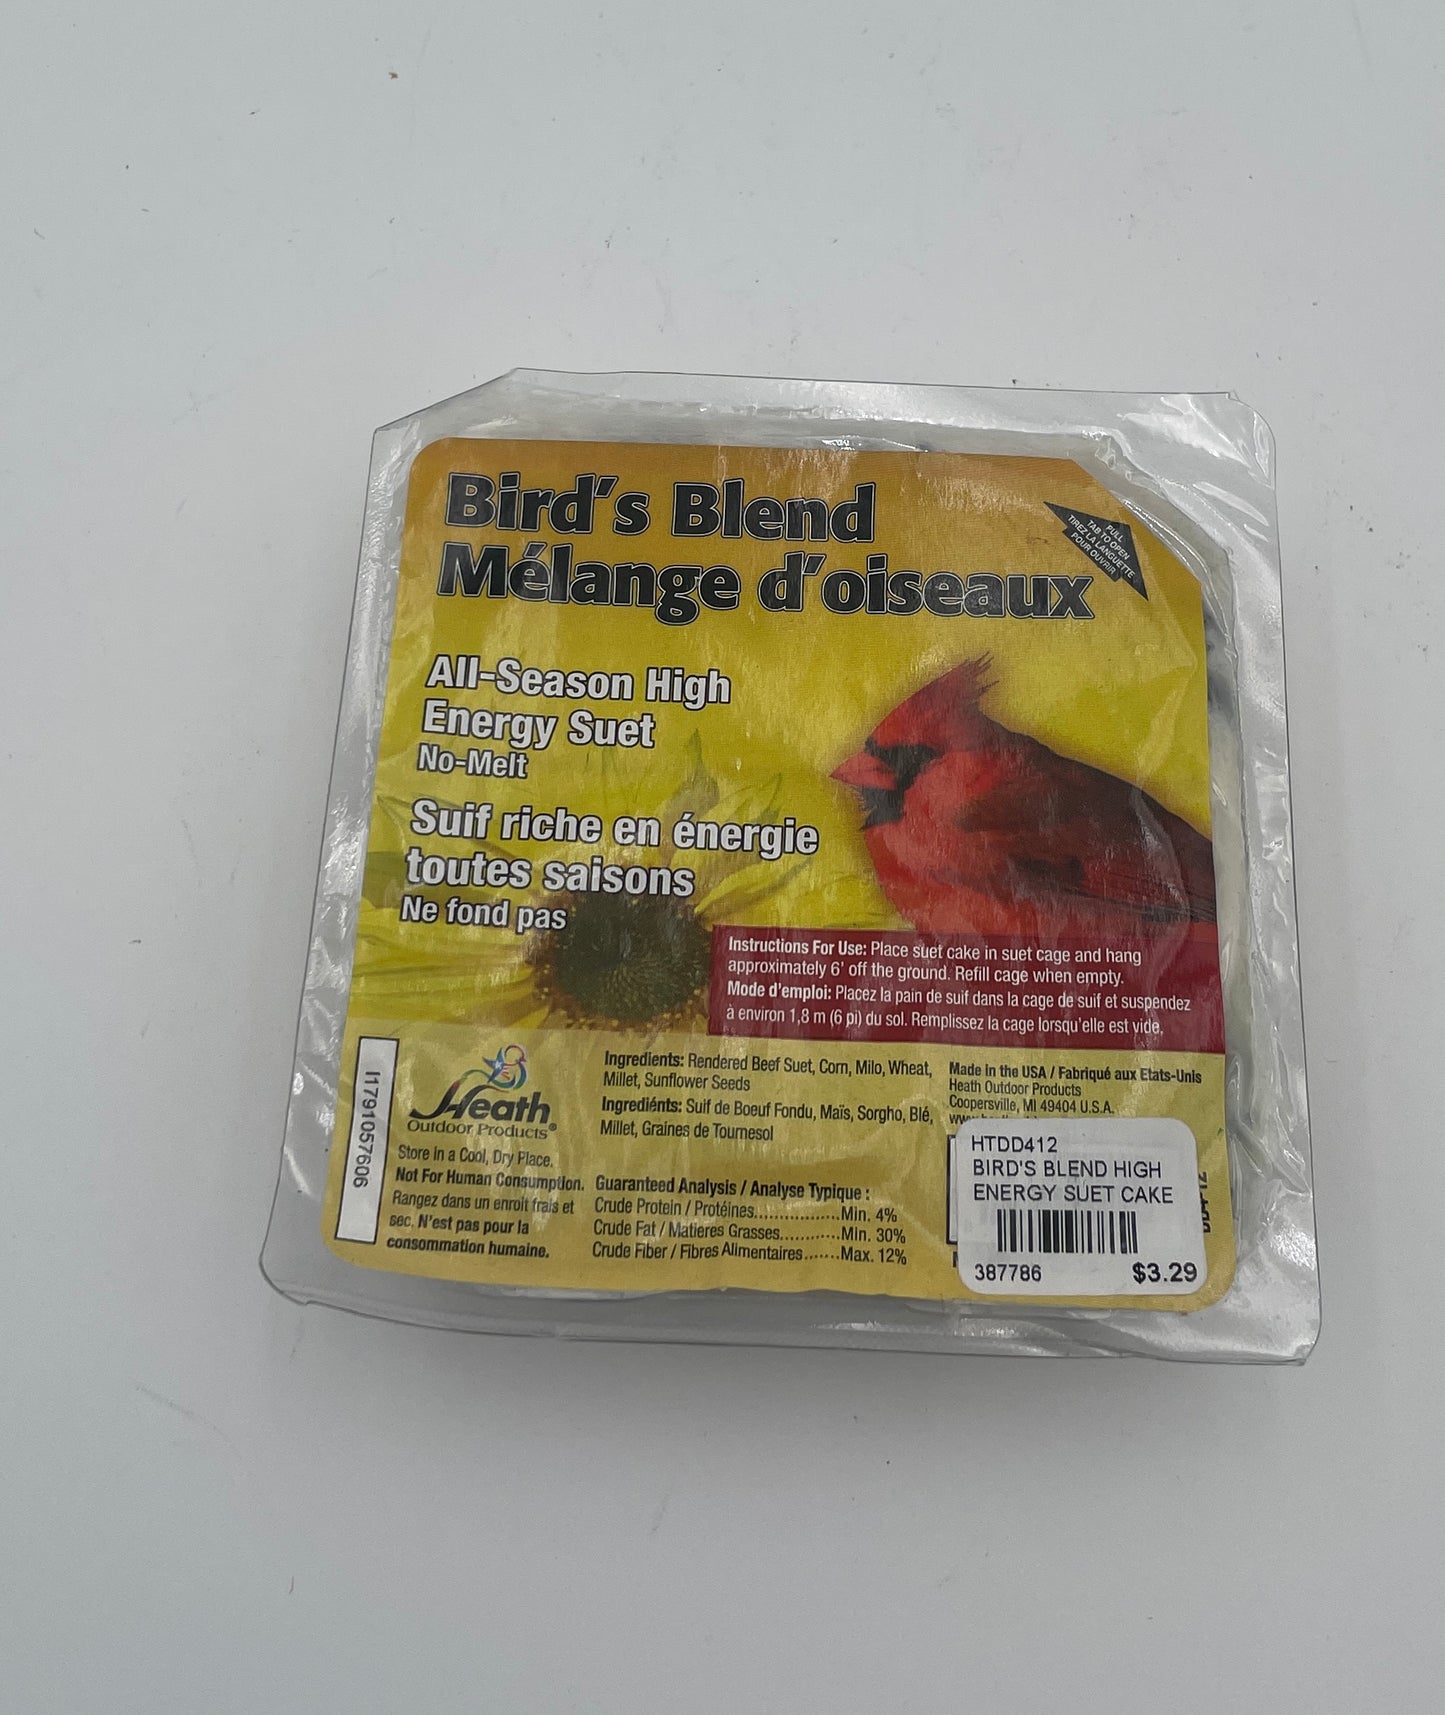 Bird's Blend
Mélange d'oiseaux
PULL
TAB TO OPEN
TIREZ LA LANGUETTE
POUR OUVRIR
All-Season High
Energy Suet
No-Melt
Suif riche en énergie
toutes saisons
Ne fond pas
Instructions For Use: Place suet cake in suet cage and hang
approximately 6' off the ground. Refill cage when empty.
Mode d'emploi: Placez la pain de suif dans la cage de suif et suspendez
à environ 1,8 m (6 pi) du sol. Remplissez la cage lorsqu'elle est vide.
I1791057606
Heath
Outdoor Products®
Store in a Cool, Dry Place.
Not For Human Consumption.
Rangez dans un enroit frais et
sec. N'est pas pour la
consommation humaine.
Ingredients: Rendered Beef Suet, Corn, Milo, Wheat,
Millet, Sunflower Seeds
Ingrediénts: Suif de Boeuf Fondu, Maïs, Sorgho, Blé,
Millet, Graines de Tournesol
Guaranteed Analysis / Analyse Typique :
Crude Protein / Protéines................Min. 4%
Crude Fat / Matieres Grasses...........Min. 30%
Crude Fiber / Fibres Alimentaires.......Max. 12%
Made in the USA / Fabriqué aux Etats-Unis
Heath Outdoor Products
Coopersville, MI 49404 U.S.A.
HTDD412
BIRD'S BLEND HIGH
ENERGY SUET CAKE
387786 $3.29